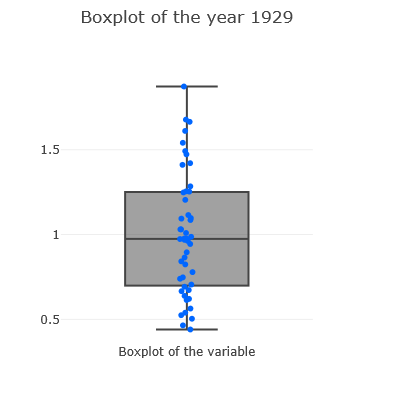 Boxplot of the year 1929
1.5
1
0.5
Boxplot of the variable